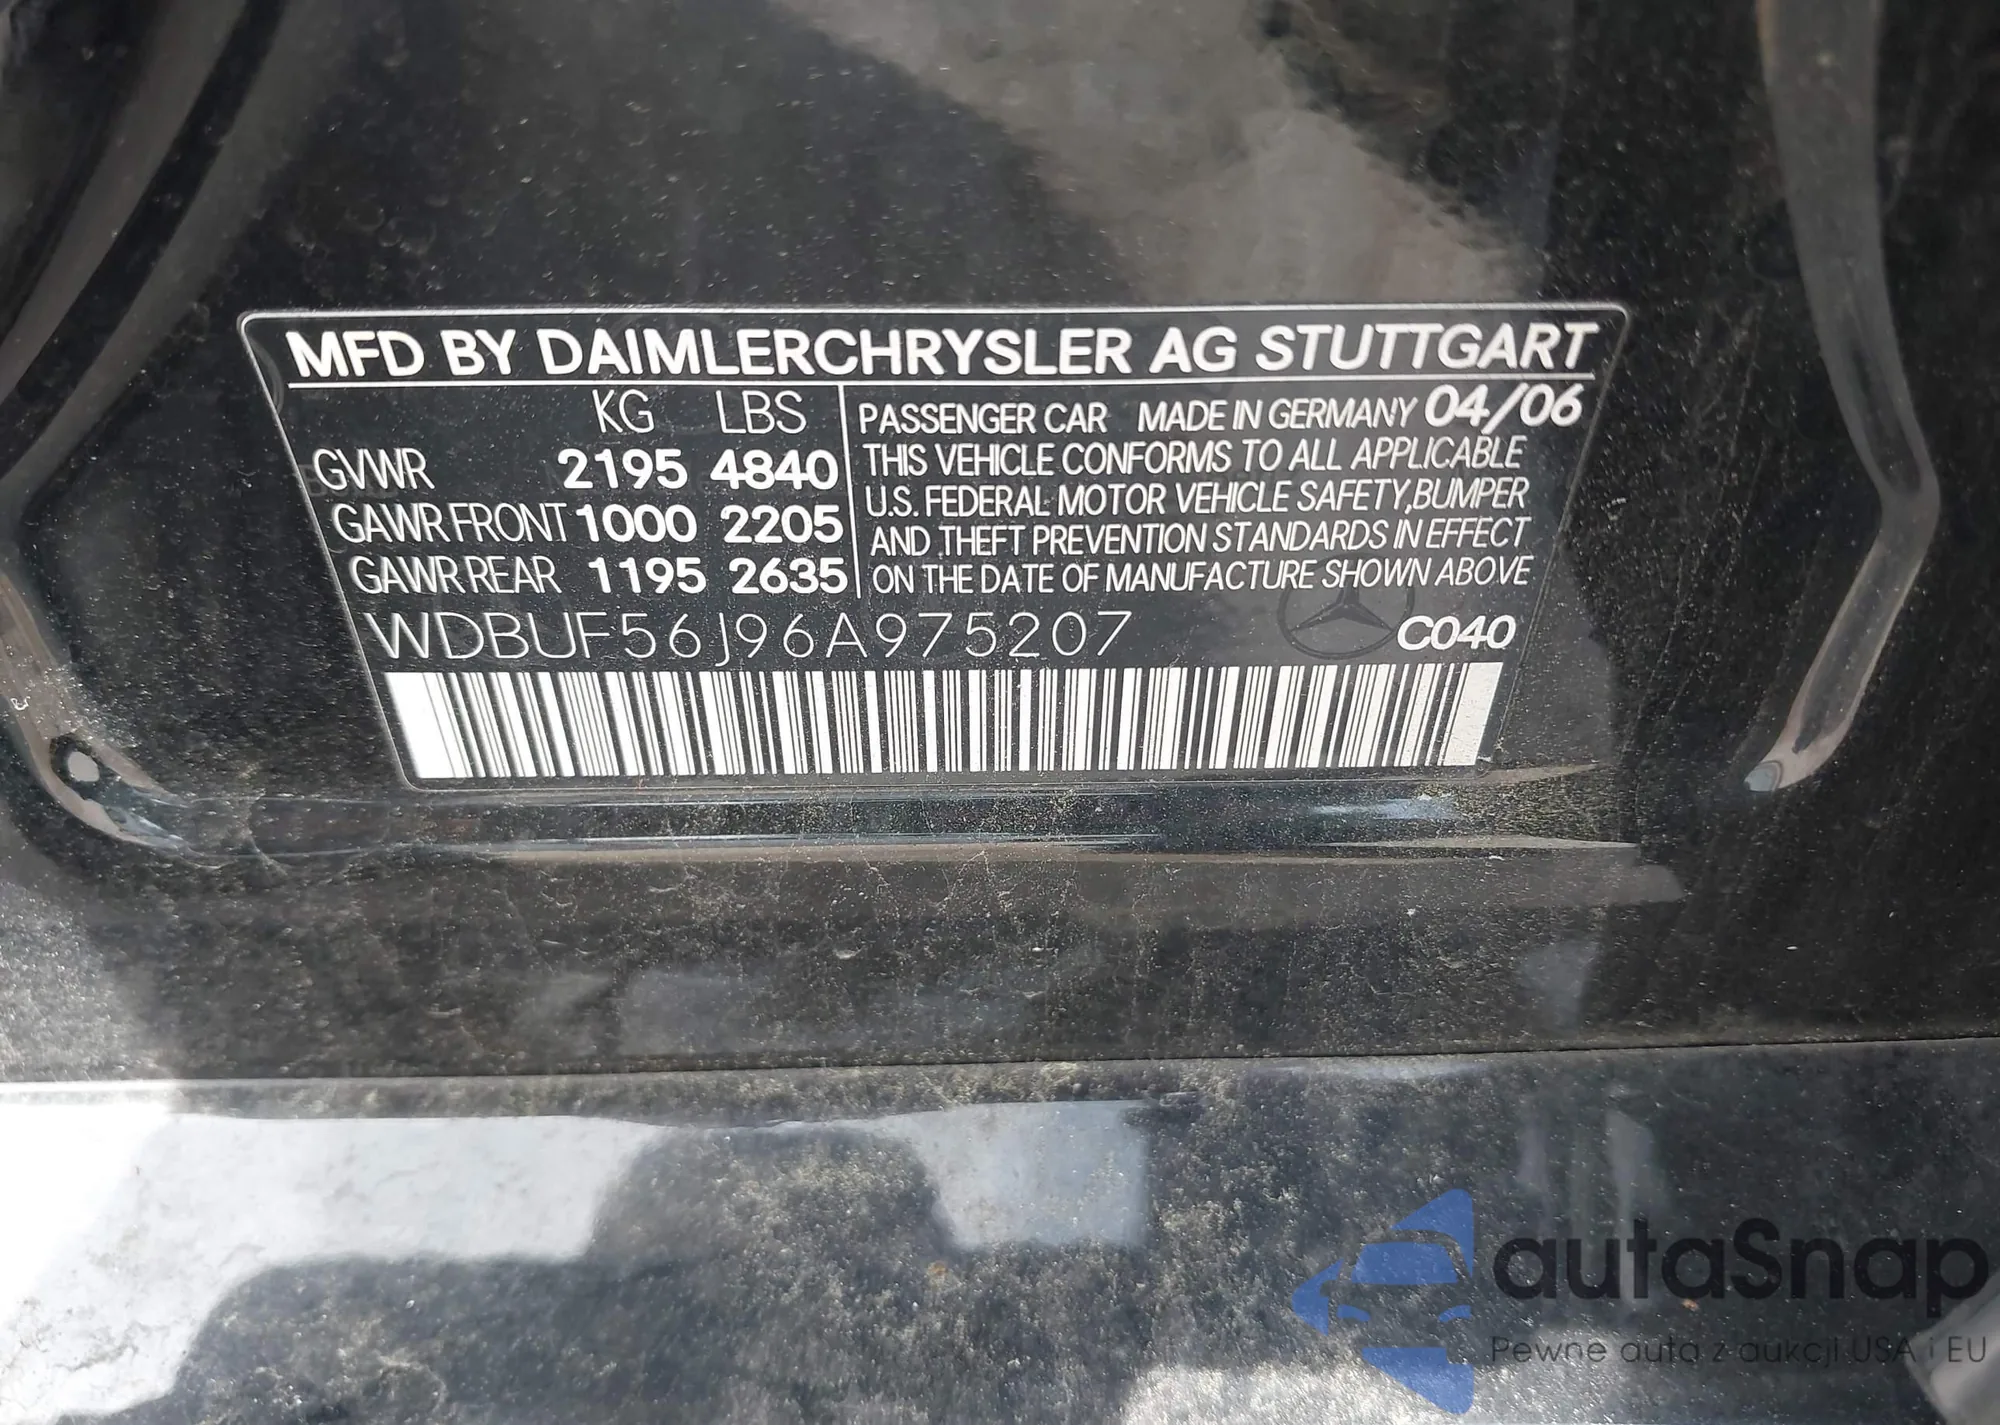 MFD BY DAIMLERCHRYSLER AG STUTTGART
KG LBS
GVWR 2195 4840
GAWR FRONT 1000 2205
GAWR REAR 1195 2635
PASSENGER CAR MADE IN GERMANY 04/06
THIS VEHICLE CONFORMS TO ALL APPLICABLE
U.S. FEDERAL MOTOR VEHICLE SAFETY, BUMPER
AND THEFT PREVENTION STANDARDS IN EFFECT
ON THE DATE OF MANUFACTURE SHOWN ABOVE
WDBUF56J96A975207
C040
autaSnap
Pewne auta z aukcji USA i EU